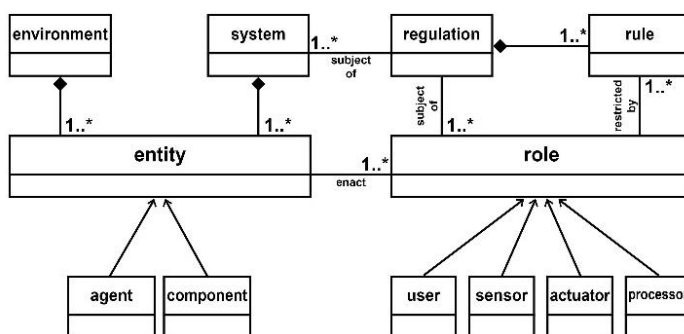 environment
system
regulation
rule
1..*
subject
of
1..*
1..*
1..*
subject
of
1..*
restricted
by
1..*
entity
role
1..*
enact
agent
component
user
sensor
actuator
processor